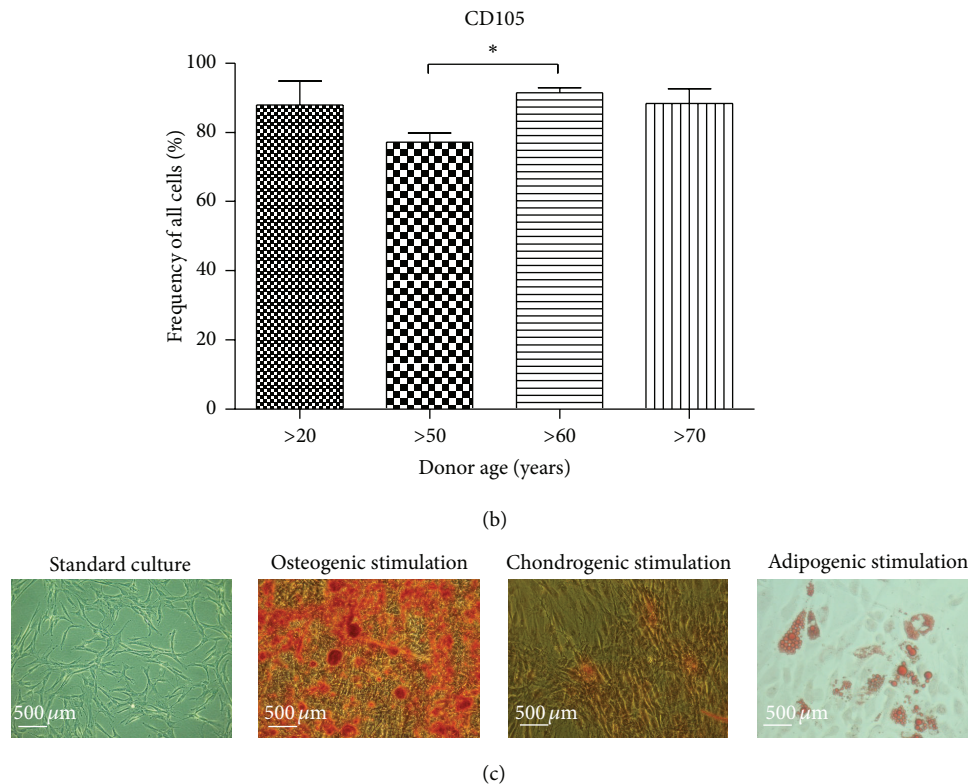 CD105
*
100
80
60
40
20
0
Frequency of all cells (%)
>20 >50 >60 >70
Donor age (years)
(b)
Standard culture Osteogenic stimulation Chondrogenic stimulation Adipogenic stimulation
500 μm 500 μm 500 μm 500 μm
(c)